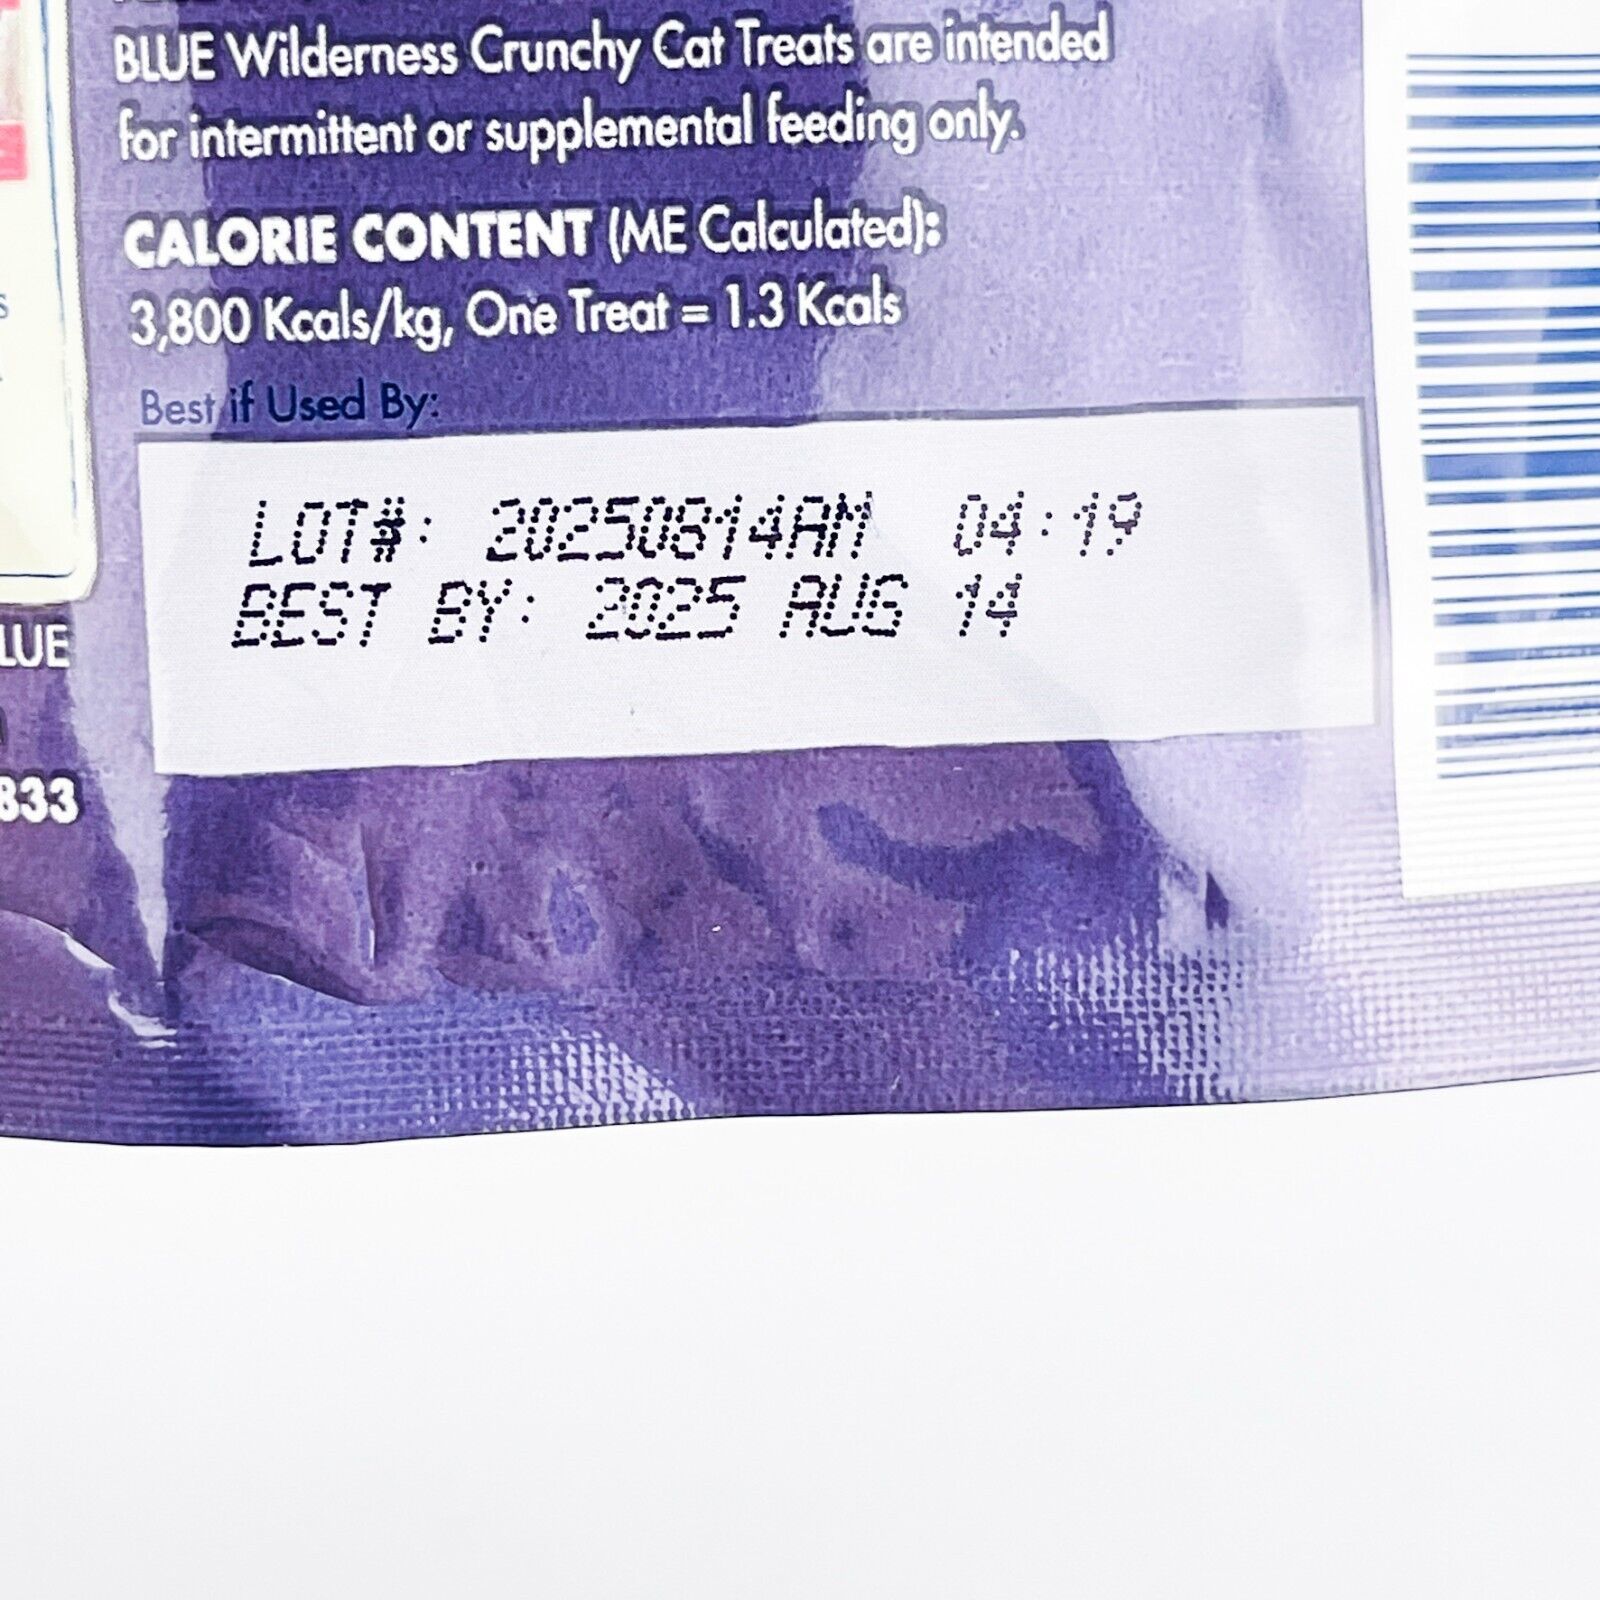 BLUE Wilderness Crunchy Cat Treats are intended
for intermittent or supplemental feeding only.
CALORIE CONTENT (ME Calculated):
3,800 Kcals/kg, One Treat = 1.3 Kcals
Best if Used By:
LOT#: 20250814AM 04:19
BEST BY: 2025 AUG 14
LUE
833